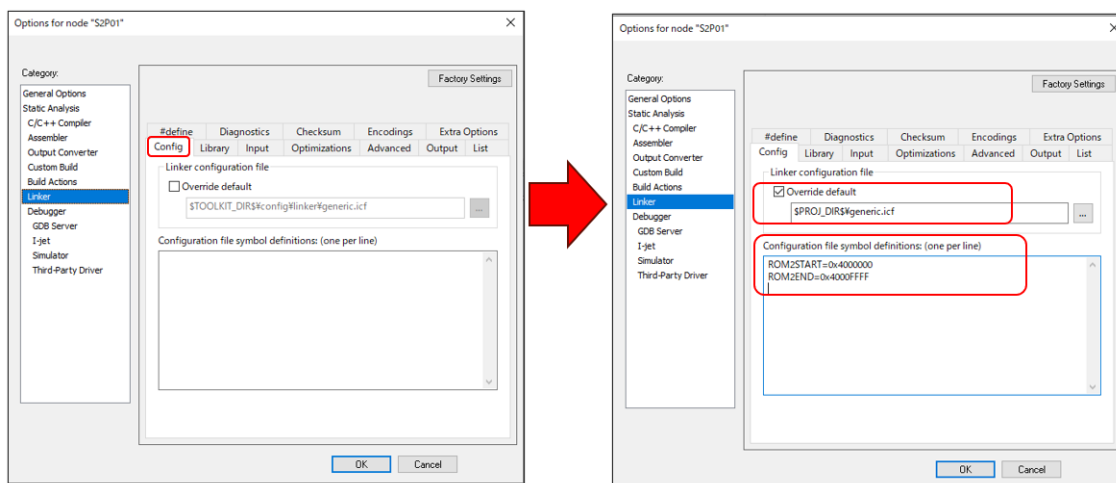 Options for node "S2P01"
Category:
General Options
Static Analysis
C/C++ Compiler
Assembler
Output Converter
Custom Build
Build Actions
Linker
Debugger
GDB Server
I-jet
Simulator
Third-Party Driver
Factory Settings
#define Diagnostics Checksum Encodings Extra Options
Config Library Input Optimizations Advanced Output List
Linker configuration file
Override default
$TOOLKIT_DIR$¥config¥linker¥generic.icf
...
Configuration file symbol definitions: (one per line)
OK Cancel
Options for node "S2P01"
Category:
General Options
Static Analysis
C/C++ Compiler
Assembler
Output Converter
Custom Build
Build Actions
Linker
Debugger
GDB Server
I-jet
Simulator
Third-Party Driver
Factory Settings
#define Diagnostics Checksum Encodings Extra Options
Config Library Input Optimizations Advanced Output List
Linker configuration file
Override default
$PROJ_DIR$¥generic.icf
...
Configuration file symbol definitions: (one per line)
ROM2START=0x4000000
ROM2END=0x4000FFFF
OK Cancel